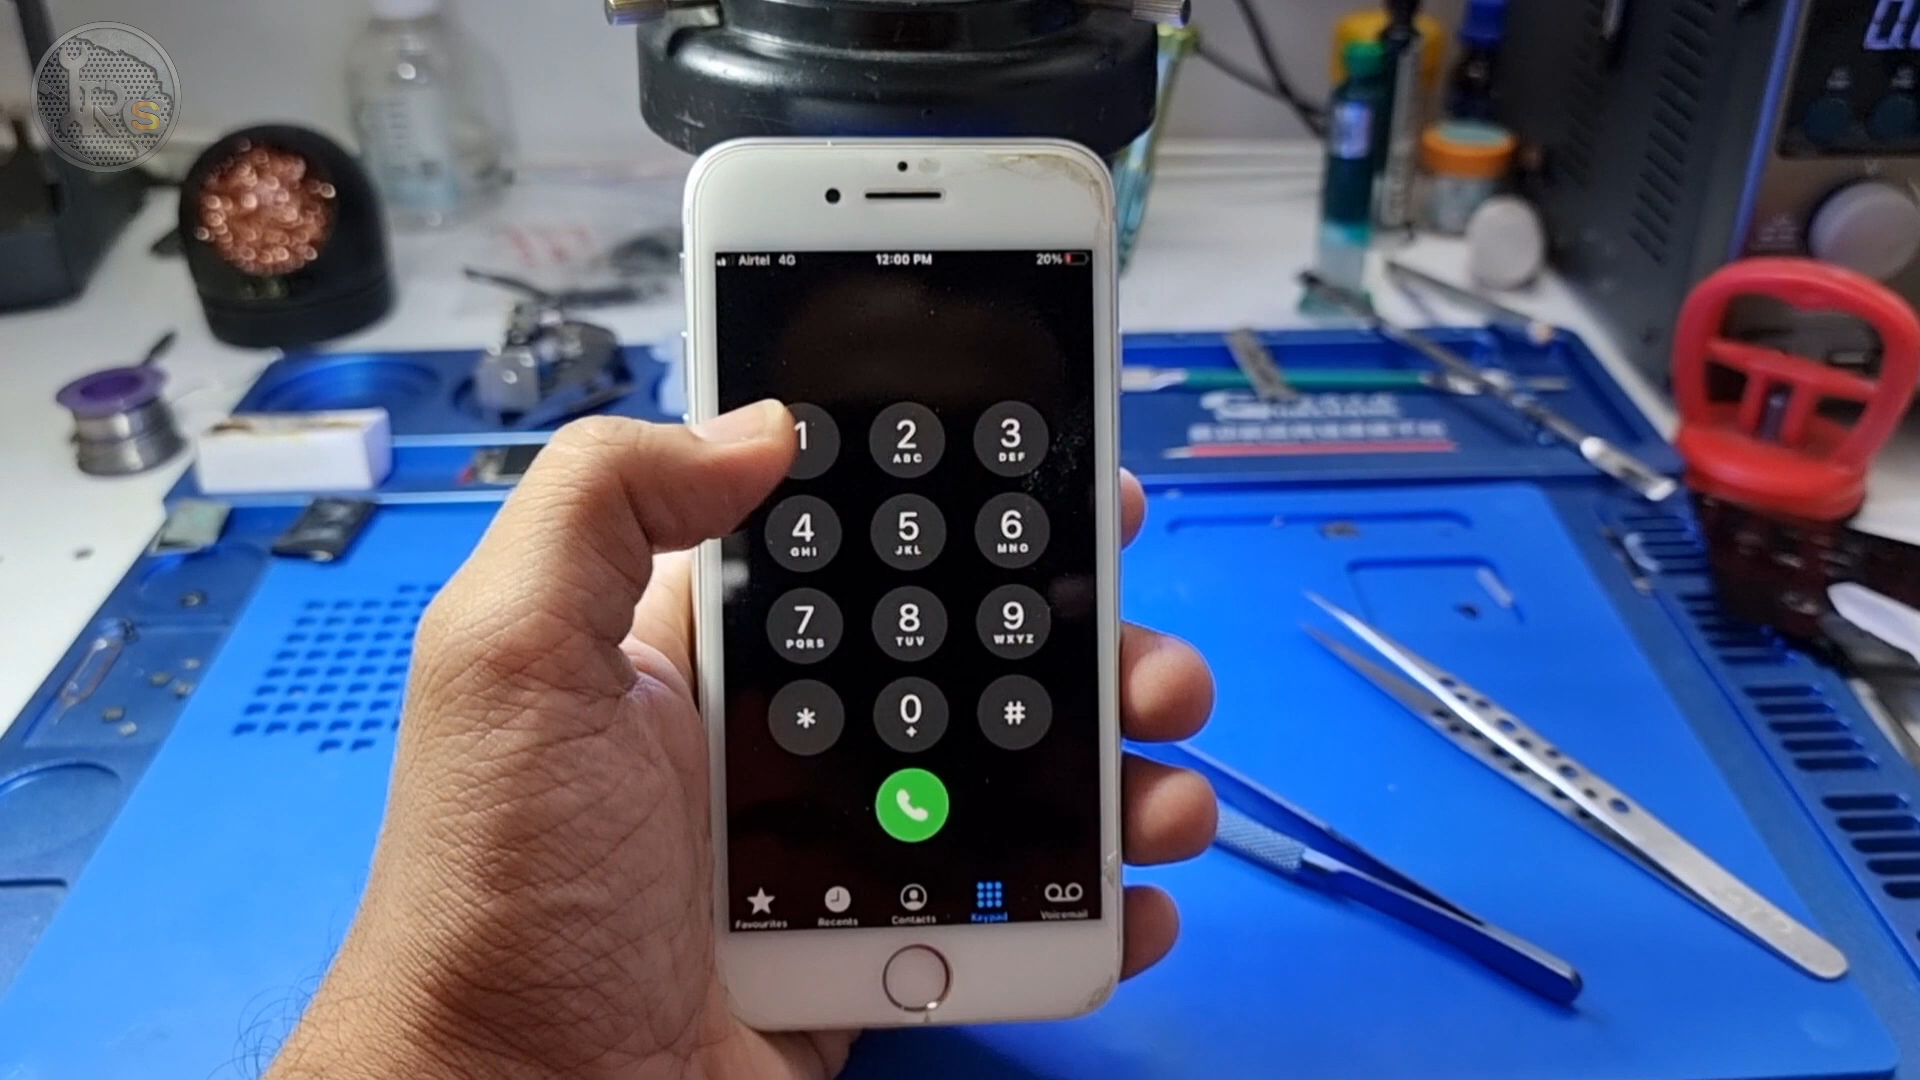 Rs
Airtel 4G 12:00 PM 20%
1 2 3
ABC DEF
4 5 6
GHI JKL MNO
7 8 9
PQRS TUV WXYZ
* 0 #
+
Favourites Recents Contacts Keypad Voicemail